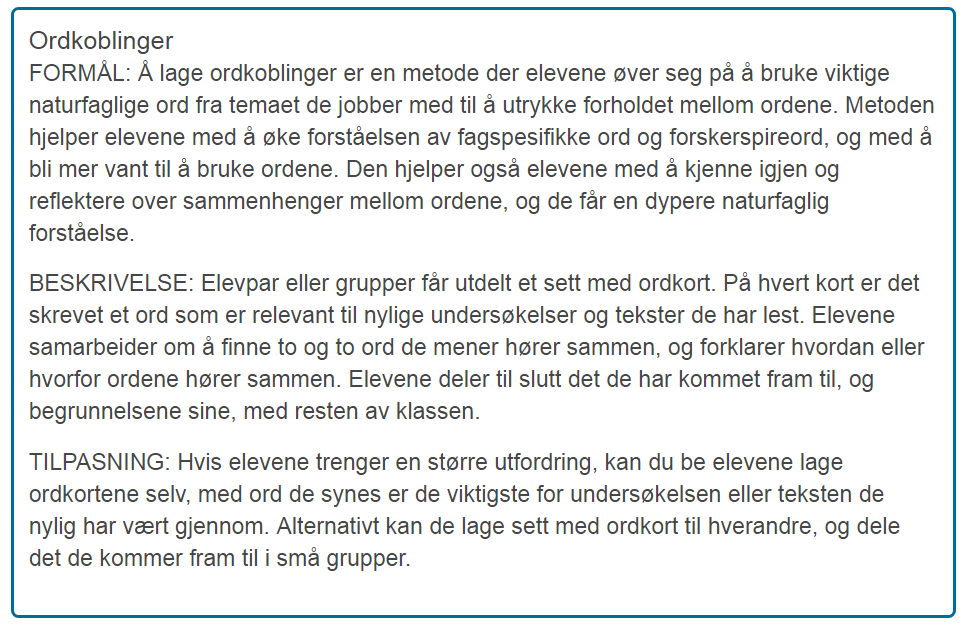 Ordkoblinger
FORMÅL: Å lage ordkoblinger er en metode der elevene øver seg på å bruke viktige
naturfaglige ord fra temaet de jobber med til å utrykke forholdet mellom ordene. Metoden
hjelper elevene med å øke forståelsen av fagspesifikke ord og forskerspireord, og med å
bli mer vant til å bruke ordene. Den hjelper også elevene med å kjenne igjen og
reflektere over sammenhenger mellom ordene, og de får en dypere naturfaglig
forståelse.
BESKRIVELSE: Elevpar eller grupper får utdelt et sett med ordkort. På hvert kort er det
skrevet et ord som er relevant til nylige undersøkelser og tekster de har lest. Elevene
samarbeider om å finne to og to ord de mener hører sammen, og forklarer hvordan eller
hvorfor ordene hører sammen. Elevene deler til slutt det de har kommet fram til, og
begrunnelsene sine, med resten av klassen.
TILPASNING: Hvis elevene trenger en større utfordring, kan du be elevene lage
ordkortene selv, med ord de synes er de viktigste for undersøkelsen eller teksten de
nylig har vært gjennom. Alternativt kan de lage sett med ordkort til hverandre, og dele
det de kommer fram til i små grupper.